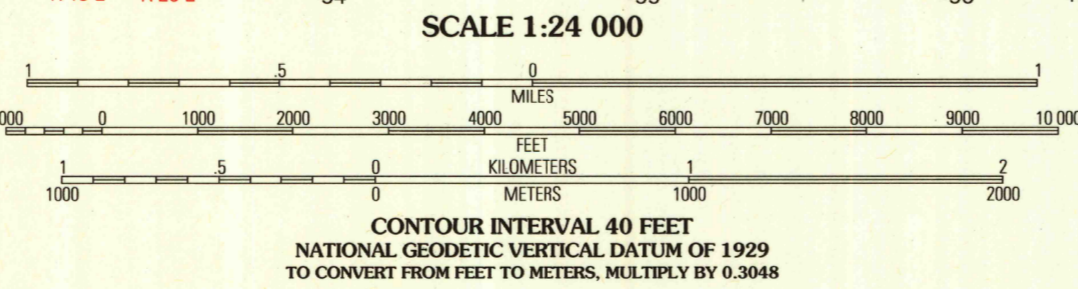 SCALE 1:24 000
1 .5 0 1
MILES
000 0 1000 2000 3000 4000 5000 6000 7000 8000 9000 10 000
FEET
1 .5 0 KILOMETERS 1 2
1000 0 METERS 1000 2000
CONTOUR INTERVAL 40 FEET
NATIONAL GEODETIC VERTICAL DATUM OF 1929
TO CONVERT FROM FEET TO METERS, MULTIPLY BY 0.3048